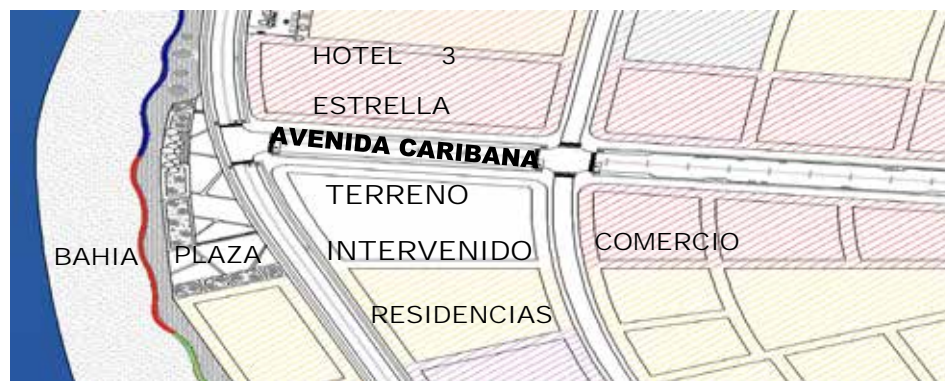 HOTEL 3
ESTRELLA
AVENIDA CARIBANA
TERRENO
INTERVENIDO
COMERCIO
BAHIA
PLAZA
RESIDENCIAS